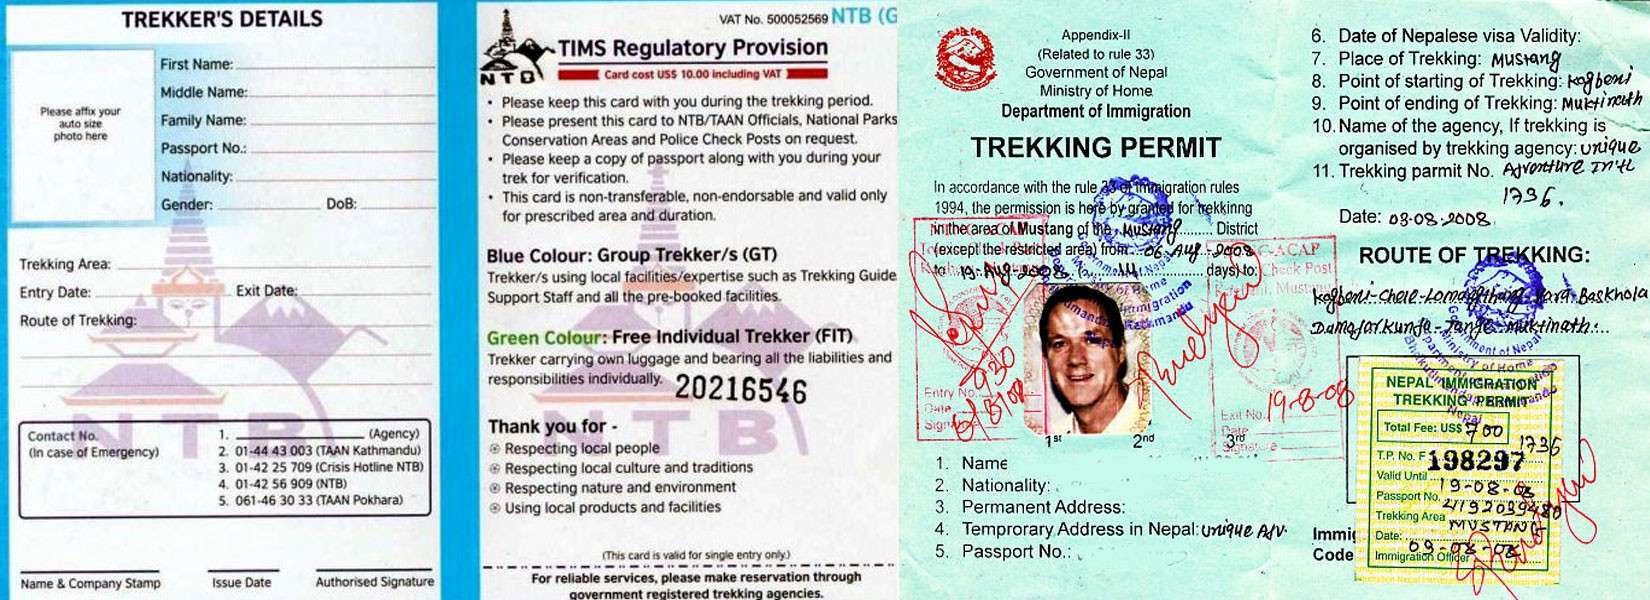 TREKKER'S DETAILS
Please affix your
auto size
photo here
First Name:
Middle Name:
Family Name:
Passport No.:
Nationality:
Gender: DoB:
Trekking Area:
Entry Date: Exit Date:
Route of Trekking:
NTB
Contact No.
(In case of Emergency)
1. (Agency)
2. 01-44 43 003 (TAAN Kathmandu)
3. 01-42 25 709 (Crisis Hotline NTB)
4. 01-42 56 909 (NTB)
5. 061-46 30 33 (TAAN Pokhara)
Name & Company Stamp Issue Date Authorised Signature
VAT No. 500052569 NTB (G
NTB
TIMS Regulatory Provision
Card cost US$ 10.00 including VAT
• Please keep this card with you during the trekking period.
• Please present this card to NTB/TAAN Officials, National Parks
Conservation Areas and Police Check Posts on request.
• Please keep a copy of passport along with you during your
trek for verification.
• This card is non-transferable, non-endorsable and valid only
for prescribed area and duration.
Blue Colour: Group Trekker/s (GT)
Trekker/s using local facilities/expertise such as Trekking Guide
Support Staff and all the pre-booked facilities.
Green Colour: Free Individual Trekker (FIT)
Trekker carrying own luggage and bearing all the liabilities and
responsibilities individually. 20216546
NTB
Thank you for -
Respecting local people
Respecting local culture and traditions
Respecting nature and environment
Using local products and facilities
(This card is valid for single entry only.)
For reliable services, please make reservation through
government registered trekking agencies.
Appendix-II
(Related to rule 33)
Government of Nepal
Ministry of Home
Department of Immigration
TREKKING PERMIT
In accordance with the rule 33 of immigration rules
1994, the permission is here by granted for trekkinng
in the area of Mustang of the Mustang District
(except the restricted area) from 06-Aug-2008
to 19-Aug-2008 14 days) to:
ACAP
Check Post
Mustang
930
Entry No.
Date
Exit No.
Date
Signature
19-8-08
1st 2nd 3rd
1. Name
2. Nationality:
3. Permanent Address:
4. Temprorary Address in Nepal: Unique Adv.
5. Passport No.:
6. Date of Nepalese visa Validity:
7. Place of Trekking: Mustang
8. Point of starting of Trekking: Kagbeni
9. Point of ending of Trekking: Muktinath
10. Name of the agency, If trekking is
organised by trekking agency: Unique
11. Trekking parmit No. Adventure Int'l
1736.
Date: 03-08-2008
ROUTE OF TREKKING:
Kagbeni-Chele-Lomangthang-Yara
Muktinath...
Government of Nepal
Ministry of Home
Department of Immigration
Nepal
NEPAL IMMIGRATION
TREKKING PERMIT
Total Fee: US$ 700
1736
T.P. No. F 198297
Valid Until 19-08-08
Passport No.
Trekking Area MUSTANG
Date: 03-08-08
Immigration Officer
Immig
Code